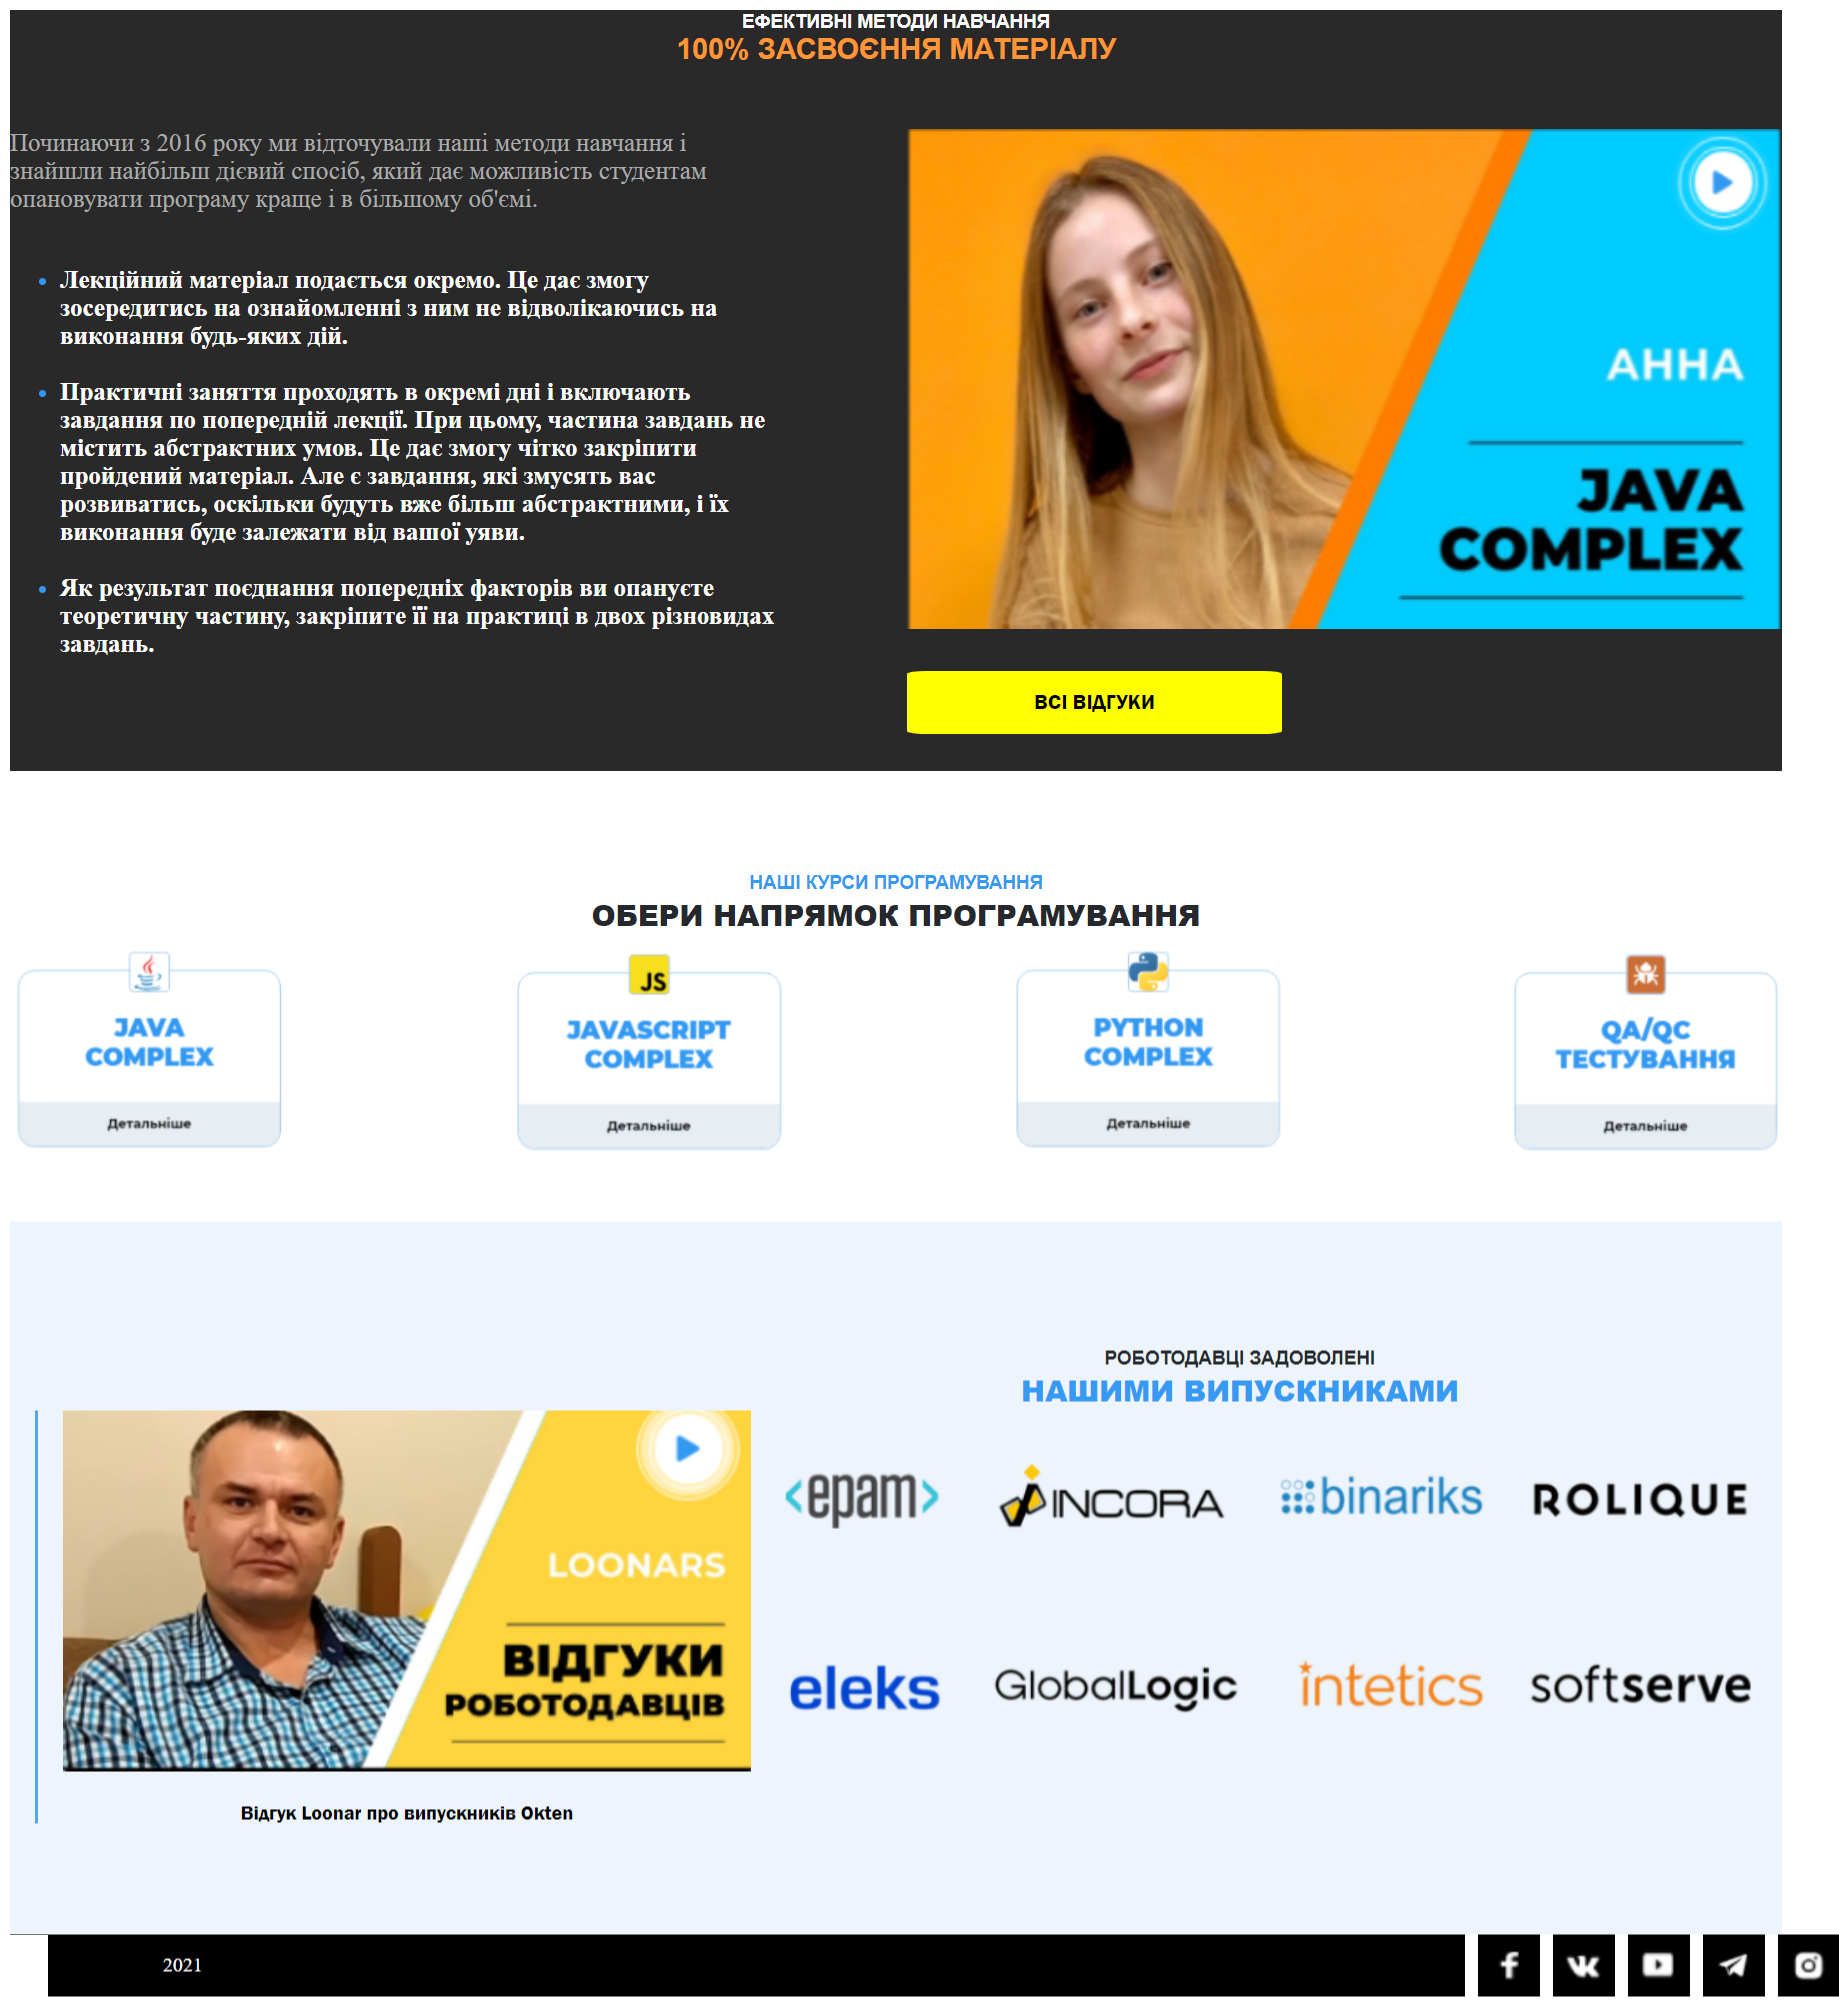 ЕФЕКТИВНІ МЕТОДИ НАВЧАННЯ
100% ЗАСВОЄННЯ МАТЕРІАЛУ
Починаючи з 2016 року ми відточували наші методи навчання і
знайшли найбільш дієвий спосіб, який дає можливість студентам
опановувати програму краще і в більшому об'ємі.
Лекційний матеріал подається окремо. Це дає змогу
зосередитись на ознайомленні з ним не відволікаючись на
виконання будь-яких дій.
Практичні заняття проходять в окремі дні і включають
завдання по попередній лекції. При цьому, частина завдань не
містить абстрактних умов. Це дає змогу чітко закріпити
пройдений матеріал. Але є завдання, які змусять вас
розвиватись, оскільки будуть вже більш абстрактними, і їх
виконання буде залежати від вашої уяви.
Як результат поєднання попередніх факторів ви опануєте
теоретичну частину, закріпите її на практиці в двох різновидах
завдань.
АННА
JAVA
COMPLEX
ВСІ ВІДГУКИ
НАШІ КУРСИ ПРОГРАМУВАННЯ
ОБЕРИ НАПРЯМОК ПРОГРАМУВАННЯ
JAVA
COMPLEX
Детальніше
JS
JAVASCRIPT
COMPLEX
Детальніше
PYTHON
COMPLEX
Детальніше
QA/QC
ТЕСТУВАННЯ
Детальніше
LOONARS
ВІДГУКИ
РОБОТОДАВЦІВ
Відгук Loonar про випускників Okten
РОБОТОДАВЦІ ЗАДОВОЛЕНІ
НАШИМИ ВИПУСКНИКАМИ
<epam> INCORA binariks ROLIQUE
eleks GlobalLogic intetics softserve
2021